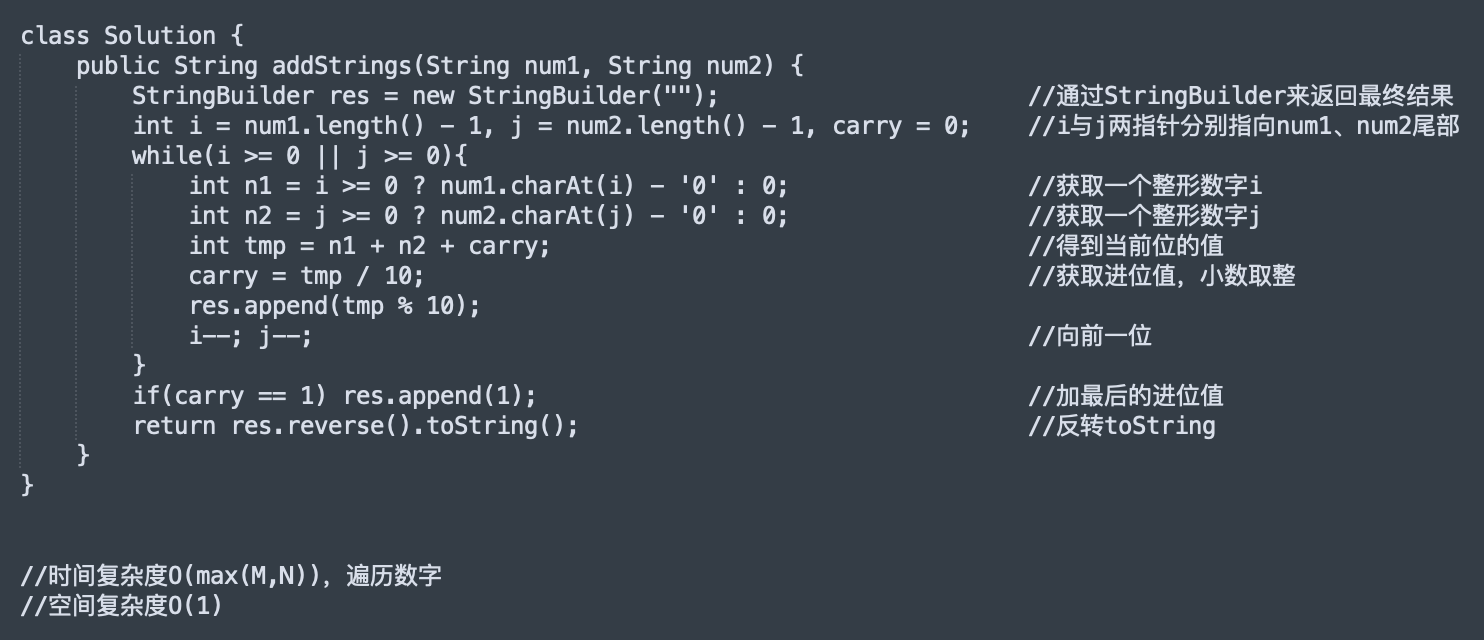 class Solution {
    public String addStrings(String num1, String num2) {
        StringBuilder res = new StringBuilder("");                      //通过StringBuilder来返回最终结果
        int i = num1.length() - 1, j = num2.length() - 1, carry = 0;    //i与j两指针分别指向num1、num2尾部
        while(i >= 0 || j >= 0){
            int n1 = i >= 0 ? num1.charAt(i) - '0' : 0;                 //获取一个整形数字i
            int n2 = j >= 0 ? num2.charAt(j) - '0' : 0;                 //获取一个整形数字j
            int tmp = n1 + n2 + carry;                                  //得到当前位的值
            carry = tmp / 10;                                           //获取进位值，小数取整
            res.append(tmp % 10);
            i--; j--;                                                   //向前一位
        }
        if(carry == 1) res.append(1);                                   //加最后的进位值
        return res.reverse().toString();                                //反转toString
    }
}
//时间复杂度O(max(M,N))，遍历数字
//空间复杂度O(1)